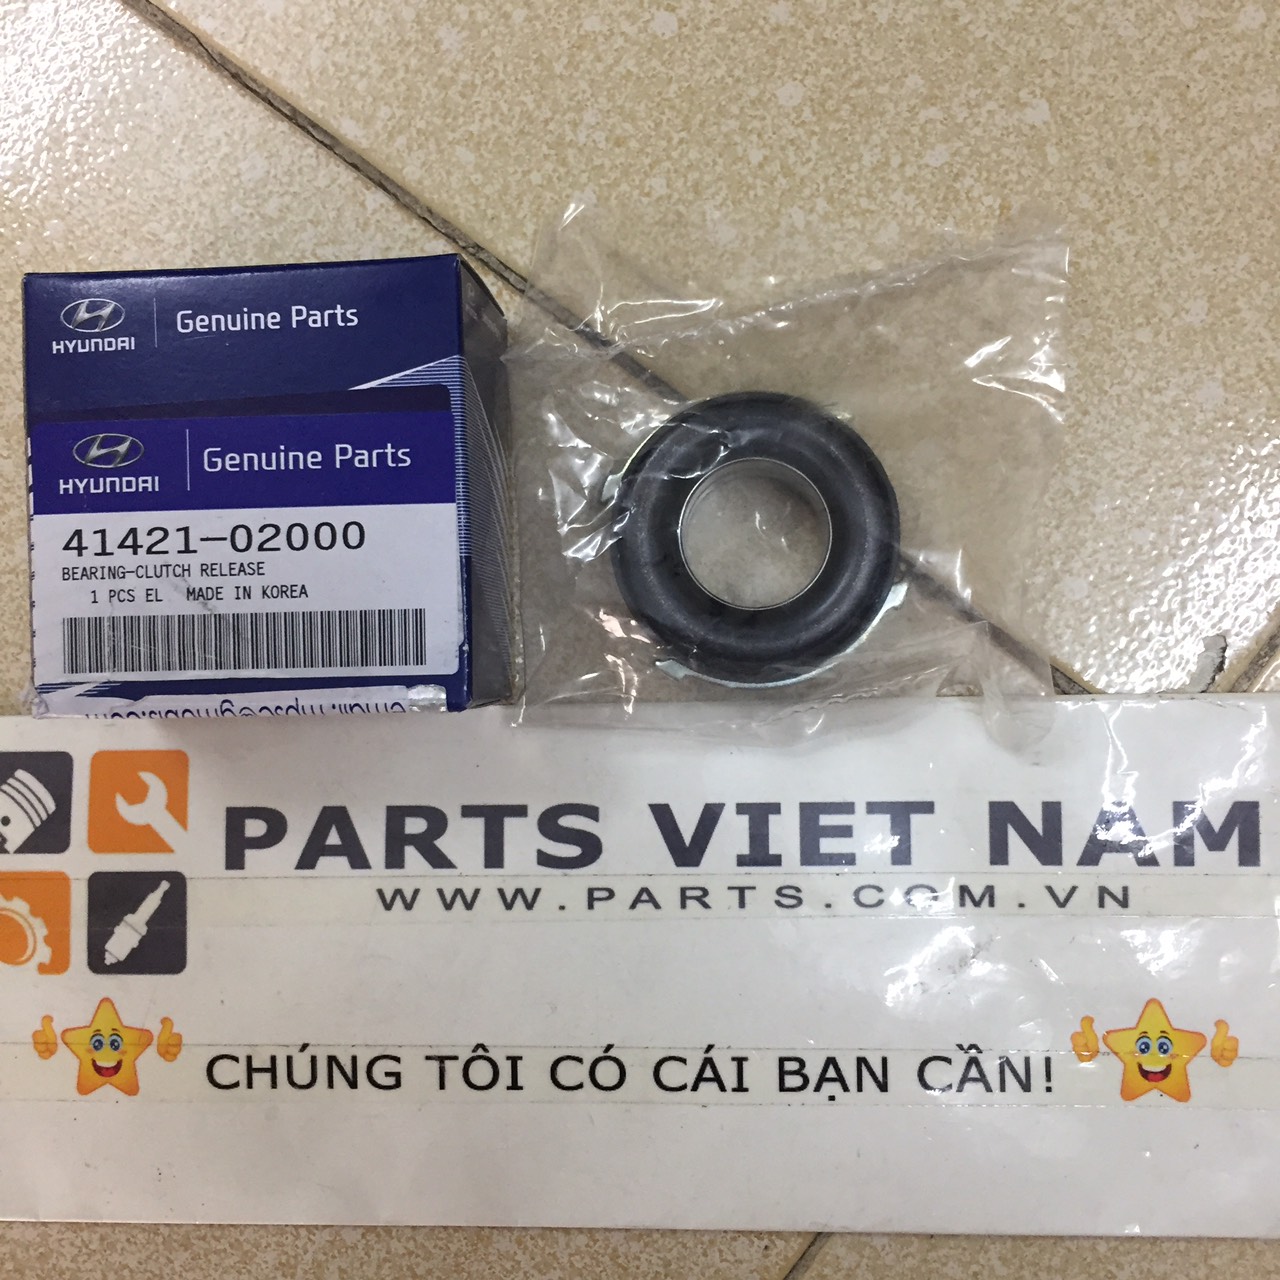 HYUNDAI
Genuine Parts
HYUNDAI
Genuine Parts
41421-02000
BEARING-CLUTCH RELEASE
1 PCS EL MADE IN KOREA
PARTS VIET NAM
WWW.PARTS.COM.VN
CHÚNG TÔI CÓ CÁI BẠN CẦN!